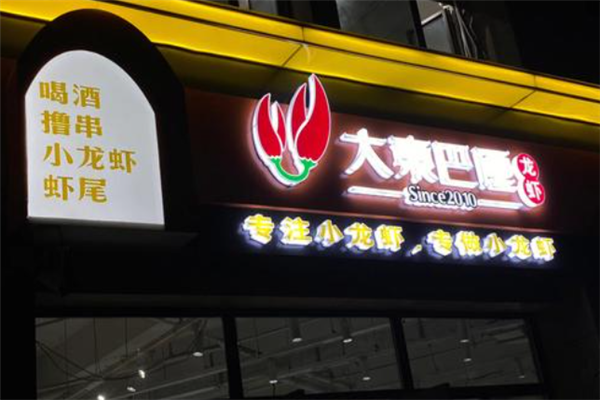 喝酒
撸串
小龙虾
虾尾
大秦巴厘
龙虾
Since2010
专注小龙虾，专做小龙虾